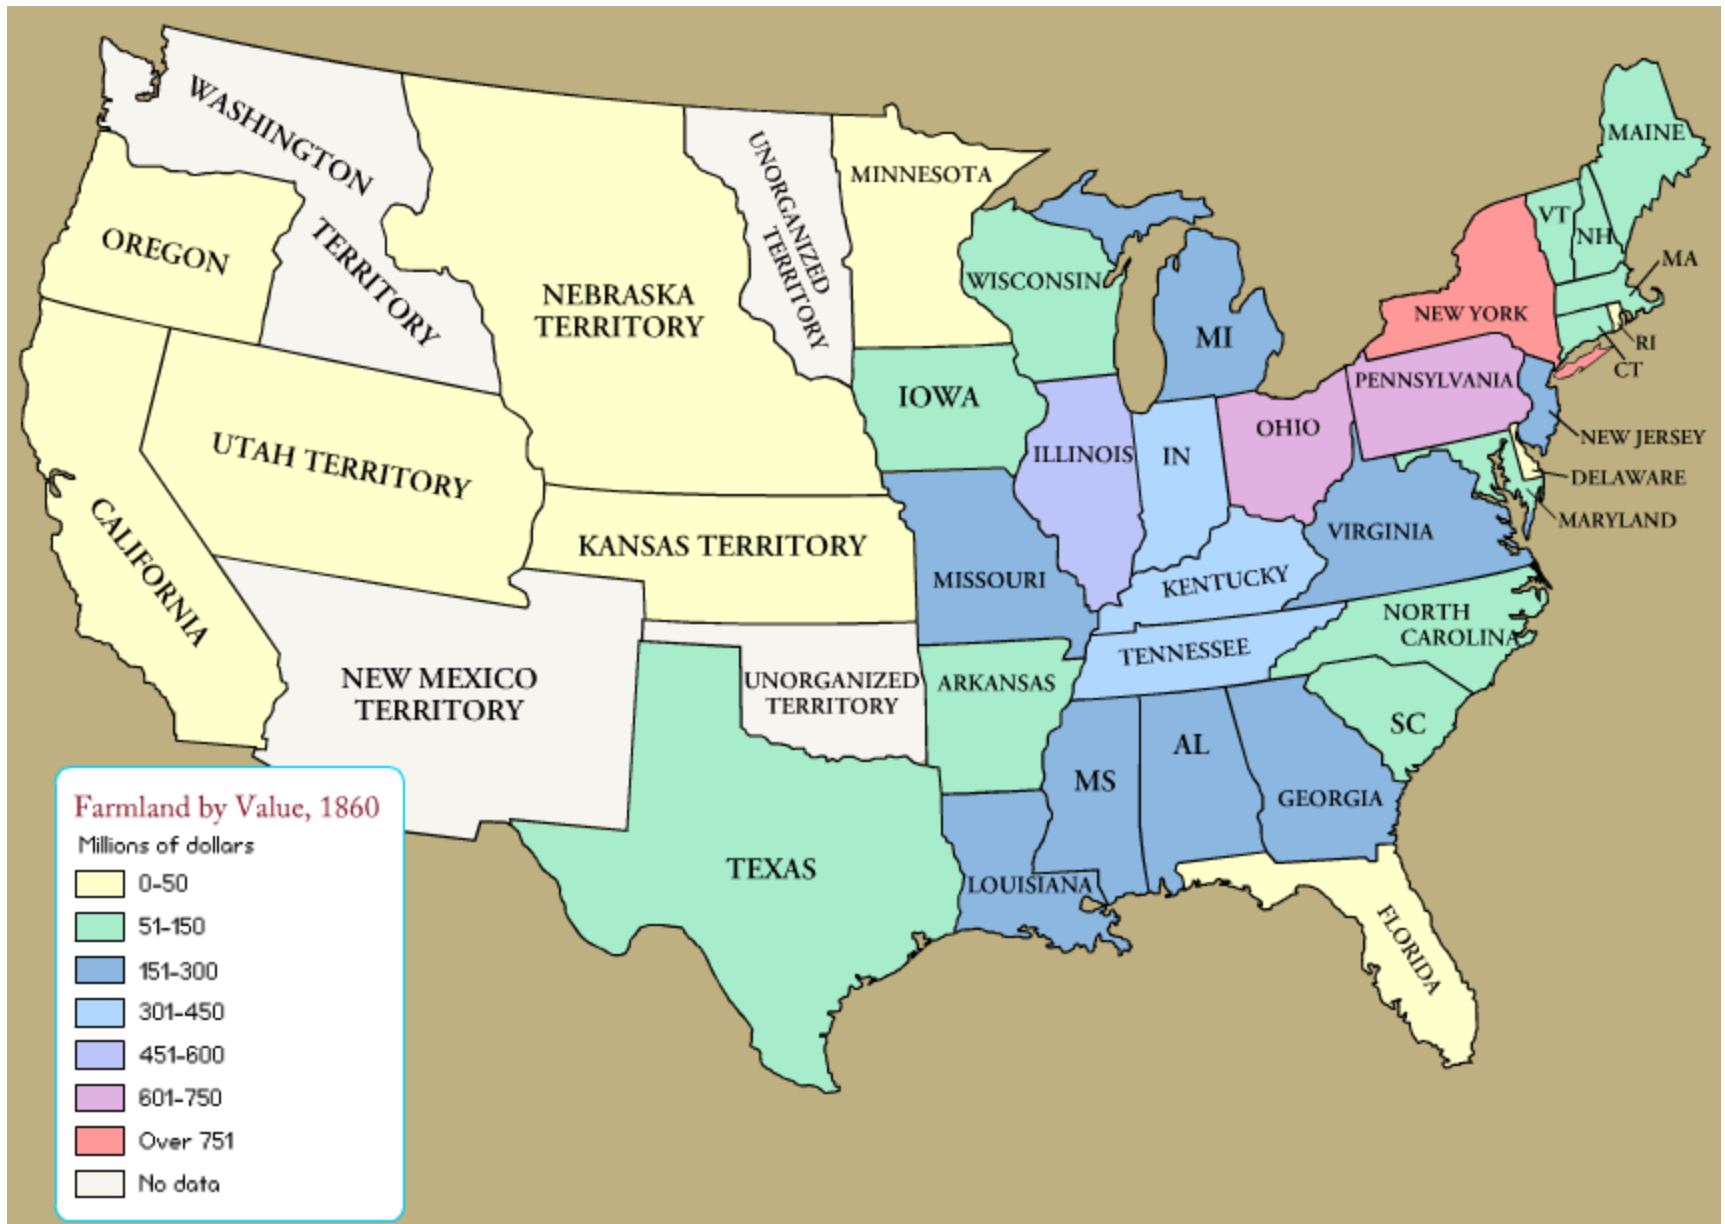 WASHINGTON
TERRITORY
OREGON
CALIFORNIA
UTAH TERRITORY
NEBRASKA
TERRITORY
UNORGANIZED
TERRITORY
MINNESOTA
WISCONSIN
IOWA
MI
ILLINOIS
IN
OHIO
KANSAS TERRITORY
MISSOURI
KENTUCKY
VIRGINIA
NEW MEXICO
TERRITORY
UNORGANIZED
TERRITORY
ARKANSAS
TENNESSEE
NORTH
CAROLINA
SC
TEXAS
LOUISIANA
MS
AL
GEORGIA
FLORIDA
MAINE
VT
NH
MA
NEW YORK
RI
CT
PENNSYLVANIA
NEW JERSEY
DELAWARE
MARYLAND
Farmland by Value, 1860
Millions of dollars
0-50
51-150
151-300
301-450
451-600
601-750
Over 751
No data